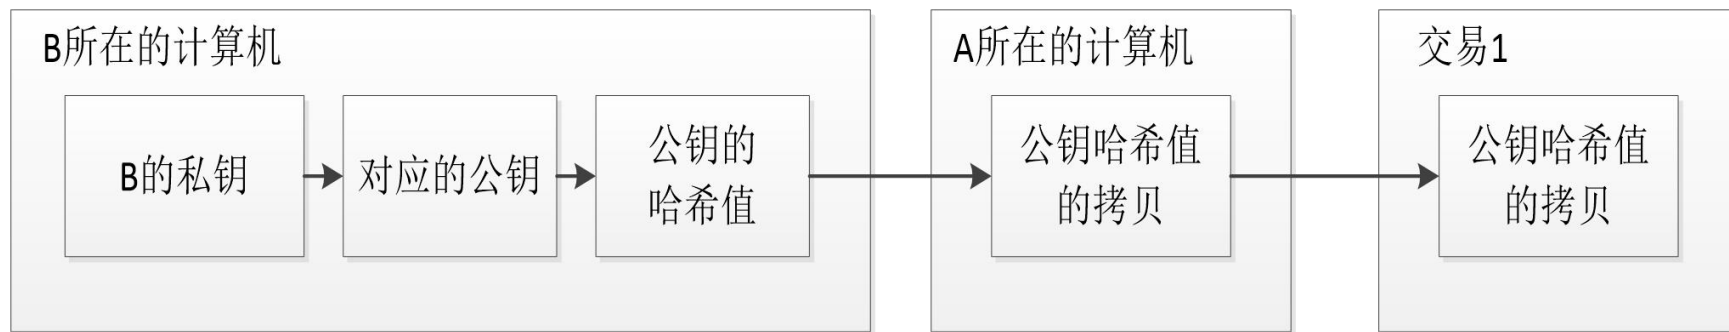 B所在的计算机
B的私钥
对应的公钥
公钥的
哈希值
A所在的计算机
公钥哈希值
的拷贝
交易1
公钥哈希值
的拷贝